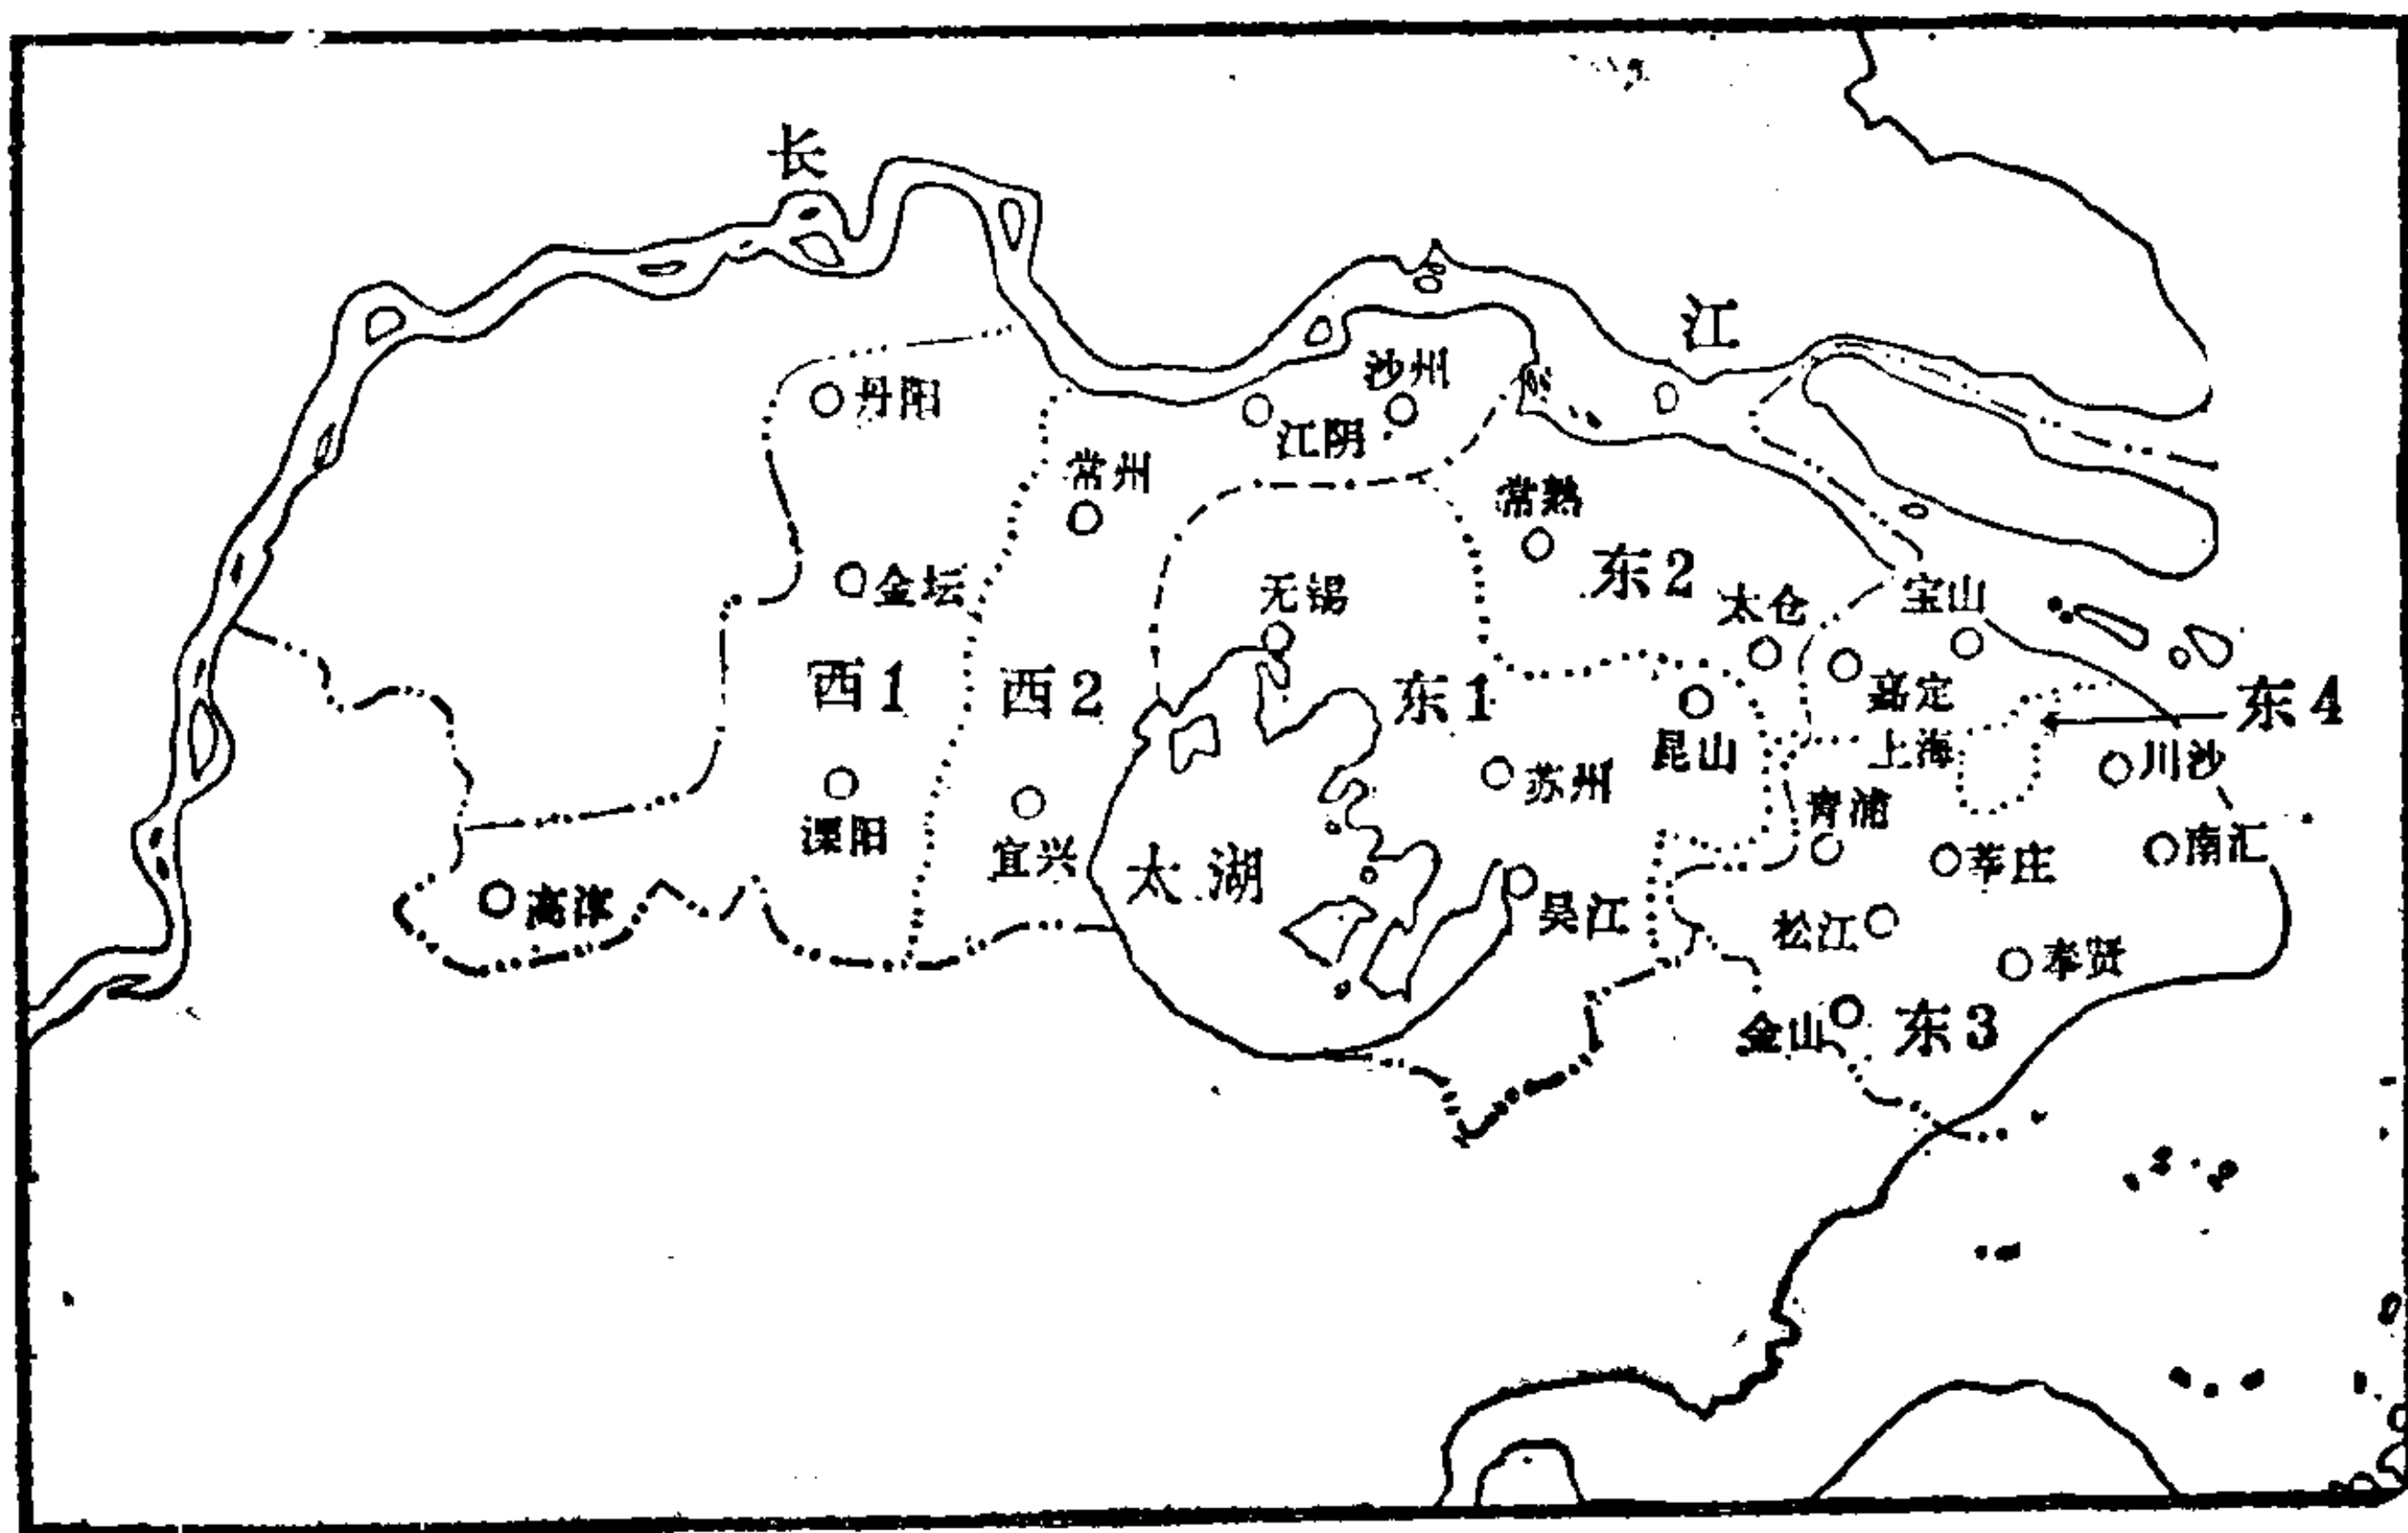 长
江
沙州
丹阳
江阴
常州
常熟
东2
金坛
无锡
太仓
宝山
西1
西2
东1
嘉定
东4
昆山
上海
川沙
苏州
溧阳
宜兴
青浦
太湖
莘庄
南汇
高淳
吴江
松江
奉贤
金山
东3